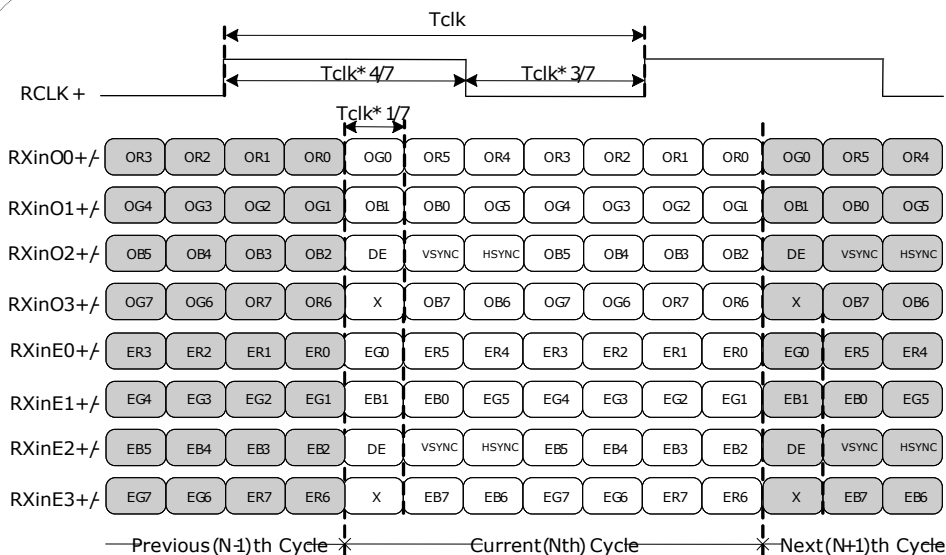 Tclk
Tclk* 4/7 Tclk* 3/7
RCLK +
Tclk* 1/7
RXinO0+/- OR3 OR2 OR1 OR0 OG0 OR5 OR4 OR3 OR2 OR1 OR0 OG0 OR5 OR4
RXinO1+/- OG4 OG3 OG2 OG1 OB1 OB0 OG5 OG4 OG3 OG2 OG1 OB1 OB0 OG5
RXinO2+/- OB5 OB4 OB3 OB2 DE VSYNC HSYNC OB5 OB4 OB3 OB2 DE VSYNC HSYNC
RXinO3+/- OG7 OG6 OR7 OR6 X OB7 OB6 OG7 OG6 OR7 OR6 X OB7 OB6
RXinE0+/- ER3 ER2 ER1 ER0 EG0 ER5 ER4 ER3 ER2 ER1 ER0 EG0 ER5 ER4
RXinE1+/- EG4 EG3 EG2 EG1 EB1 EB0 EG5 EG4 EG3 EG2 EG1 EB1 EB0 EG5
RXinE2+/- EB5 EB4 EB3 EB2 DE VSYNC HSYNC EB5 EB4 EB3 EB2 DE VSYNC HSYNC
RXinE3+/- EG7 EG6 ER7 ER6 X EB7 EB6 EG7 EG6 ER7 ER6 X EB7 EB6
Previous(N-1)th Cycle Current(Nth) Cycle Next(N+1)th Cycle